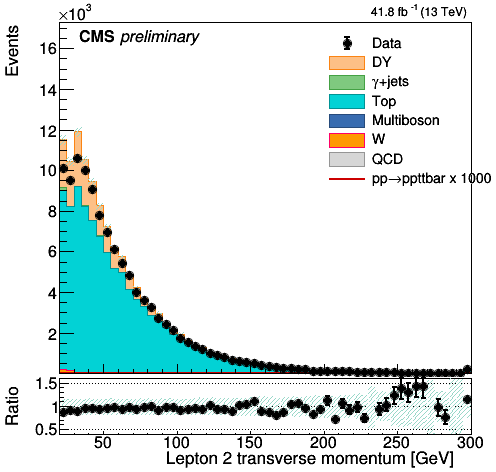 ×10³
41.8 fb⁻¹ (13 TeV)
CMS preliminary
Events
16
14
12
10
8
6
4
2
Data
DY
γ+jets
Top
Multiboson
W
QCD
pp→ppttbar x 1000
Ratio
1.5
1
0.5
50 100 150 200 250 300
Lepton 2 transverse momentum [GeV]